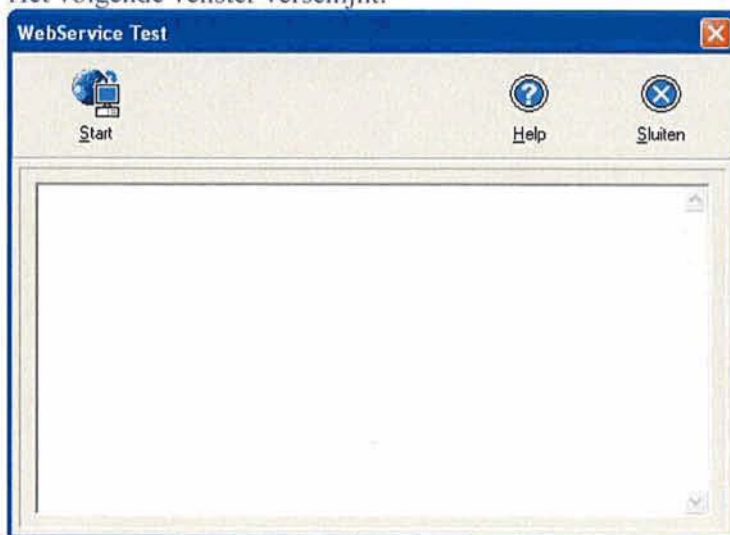 Het volgende venster verschijnt:
WebService Test
Start
Help
Sluiten